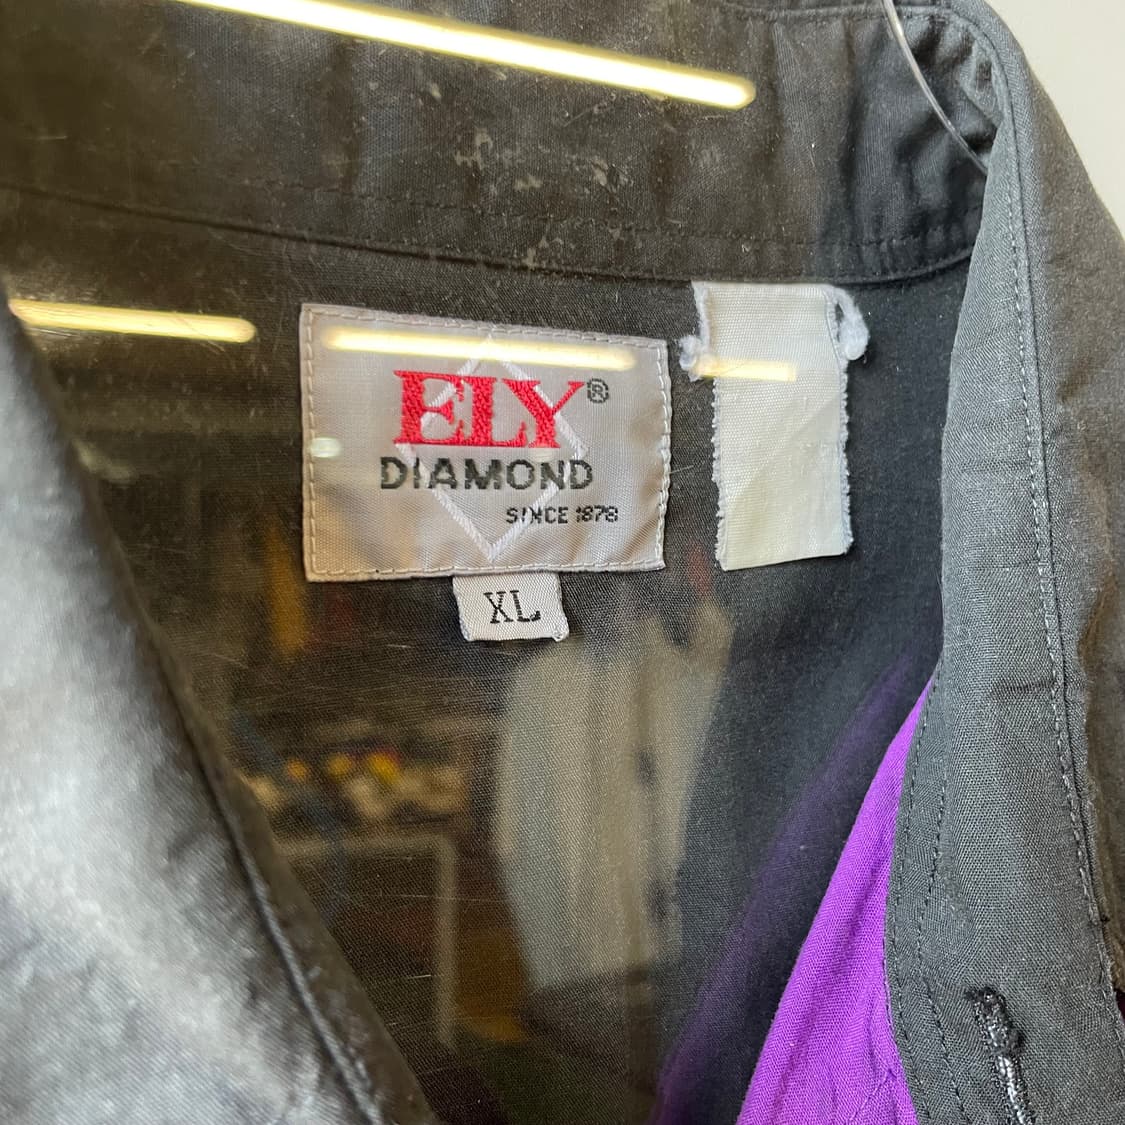 ELY®
DIAMOND
SINCE 1878
XL